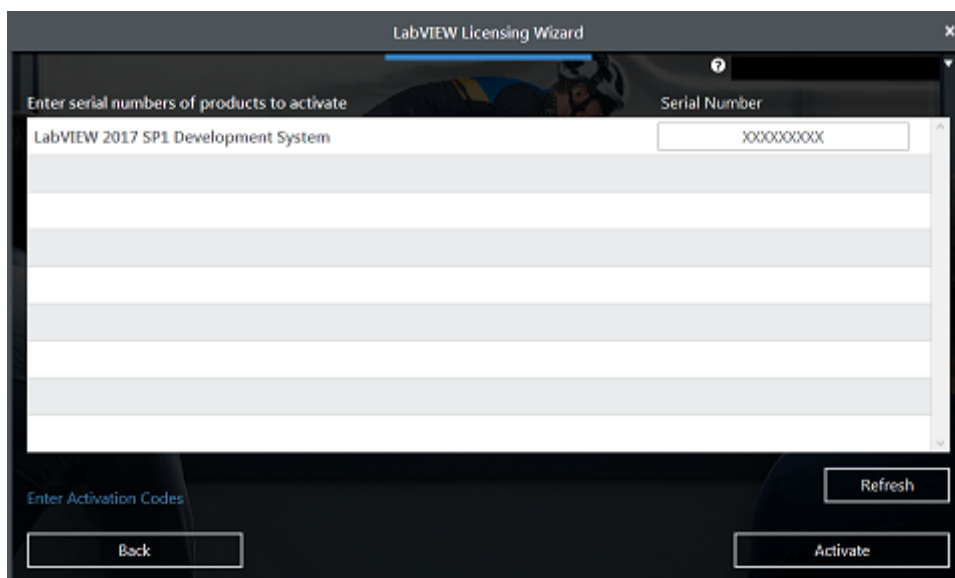 LabVIEW Licensing Wizard
Enter serial numbers of products to activate Serial Number
LabVIEW 2017 SP1 Development System XXXXXXXXX
Refresh
Enter Activation Codes
Back Activate